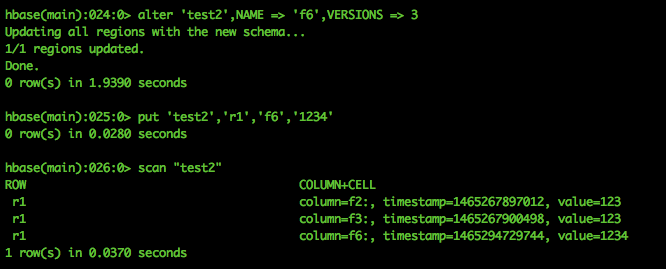 hbase(main):024:0> alter 'test2',NAME => 'f6',VERSIONS => 3
Updating all regions with the new schema...
1/1 regions updated.
Done.
0 row(s) in 1.9390 seconds
hbase(main):025:0> put 'test2','r1','f6','1234'
0 row(s) in 0.0280 seconds
hbase(main):026:0> scan "test2"
ROW COLUMN+CELL
r1 column=f2:, timestamp=1465267897012, value=123
r1 column=f3:, timestamp=1465267900498, value=123
r1 column=f6:, timestamp=1465294729744, value=1234
1 row(s) in 0.0370 seconds